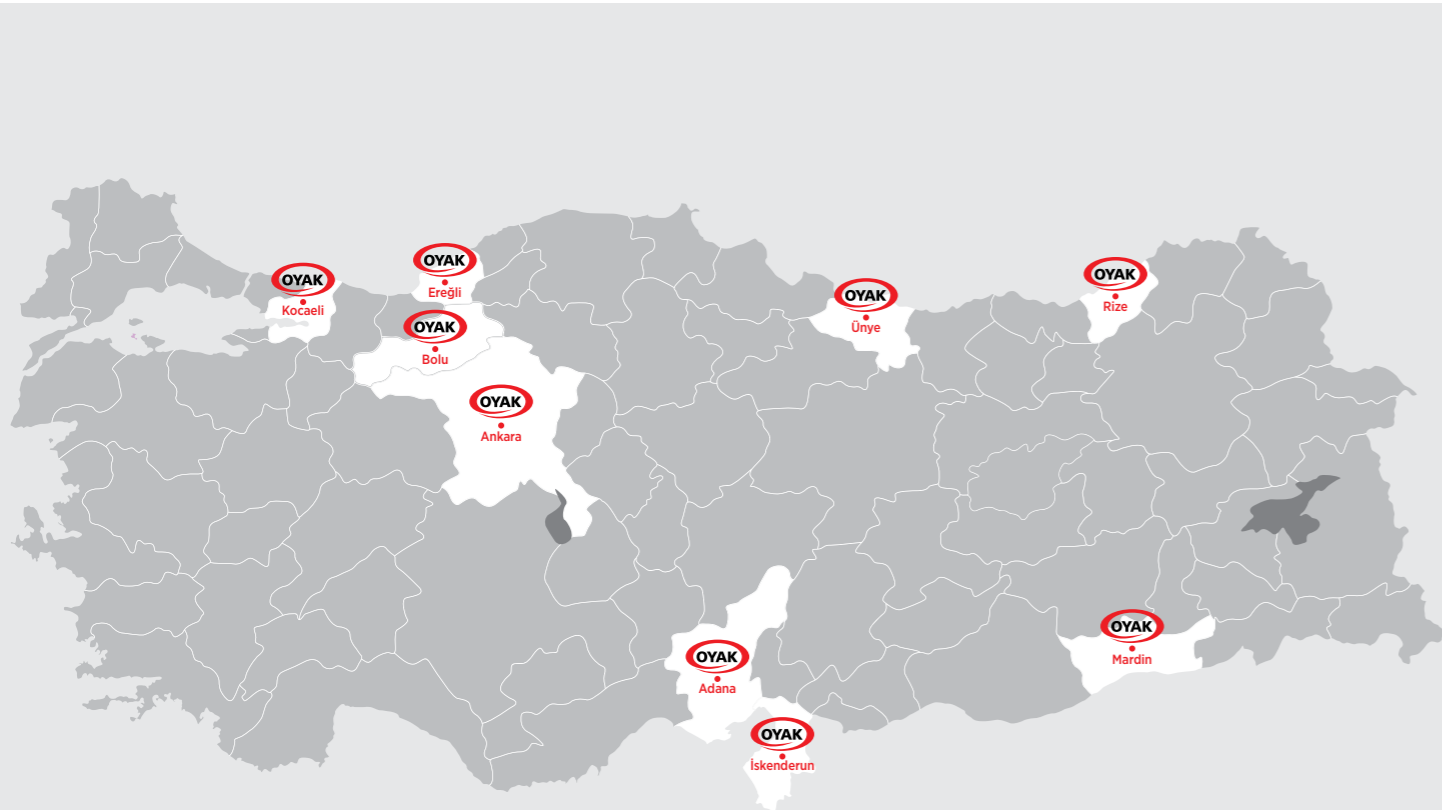 OYAK
Ereğli
OYAK
Kocaeli
OYAK
Rize
OYAK
Ünye
OYAK
Bolu
OYAK
Ankara
OYAK
Mardin
OYAK
Adana
OYAK
İskenderun